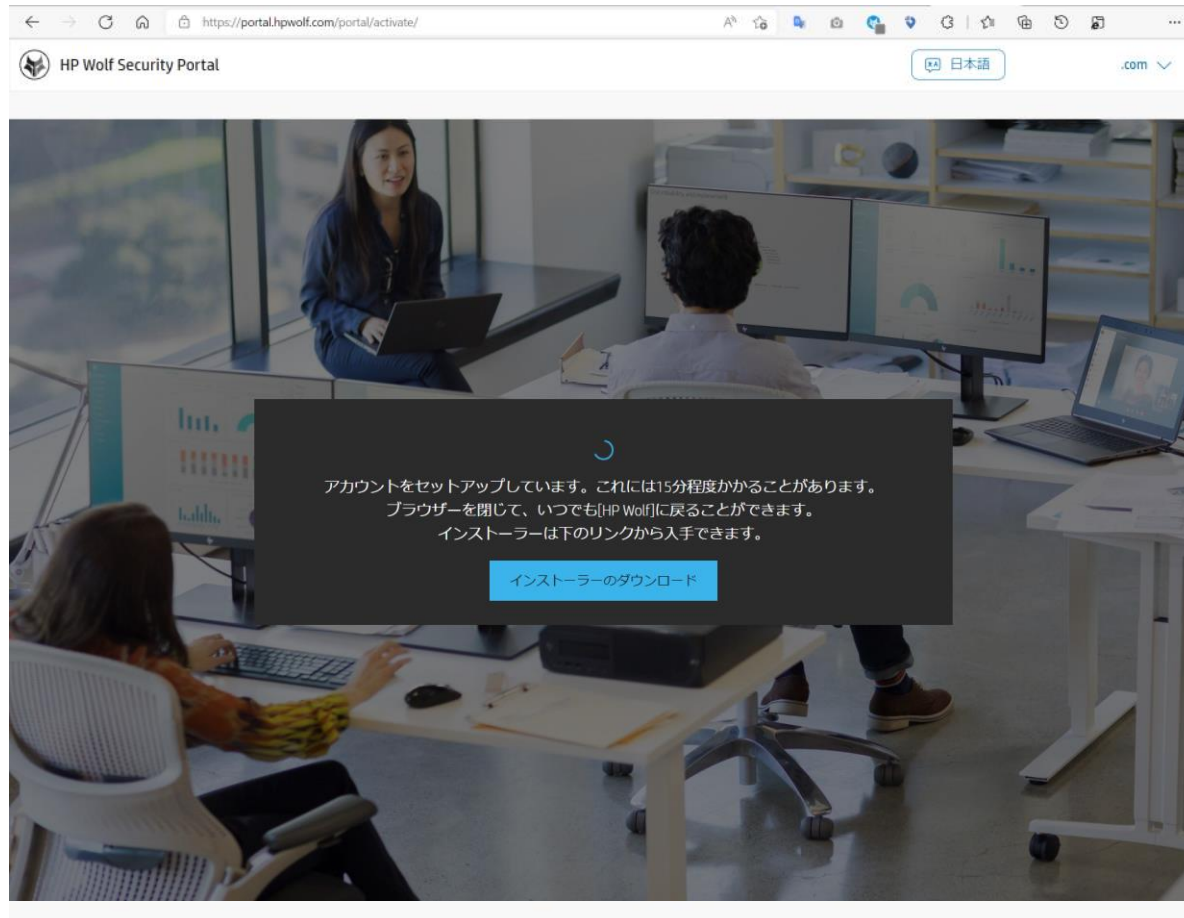 https://portal.hpwolf.com/portal/activate/
HP Wolf Security Portal
日本語
.com
アカウントをセットアップしています。これには15分程度かかることがあります。
ブラウザーを閉じて、いつでも[HP Wolf]に戻ることができます。
インストーラーは下のリンクから入手できます。
インストーラーのダウンロード